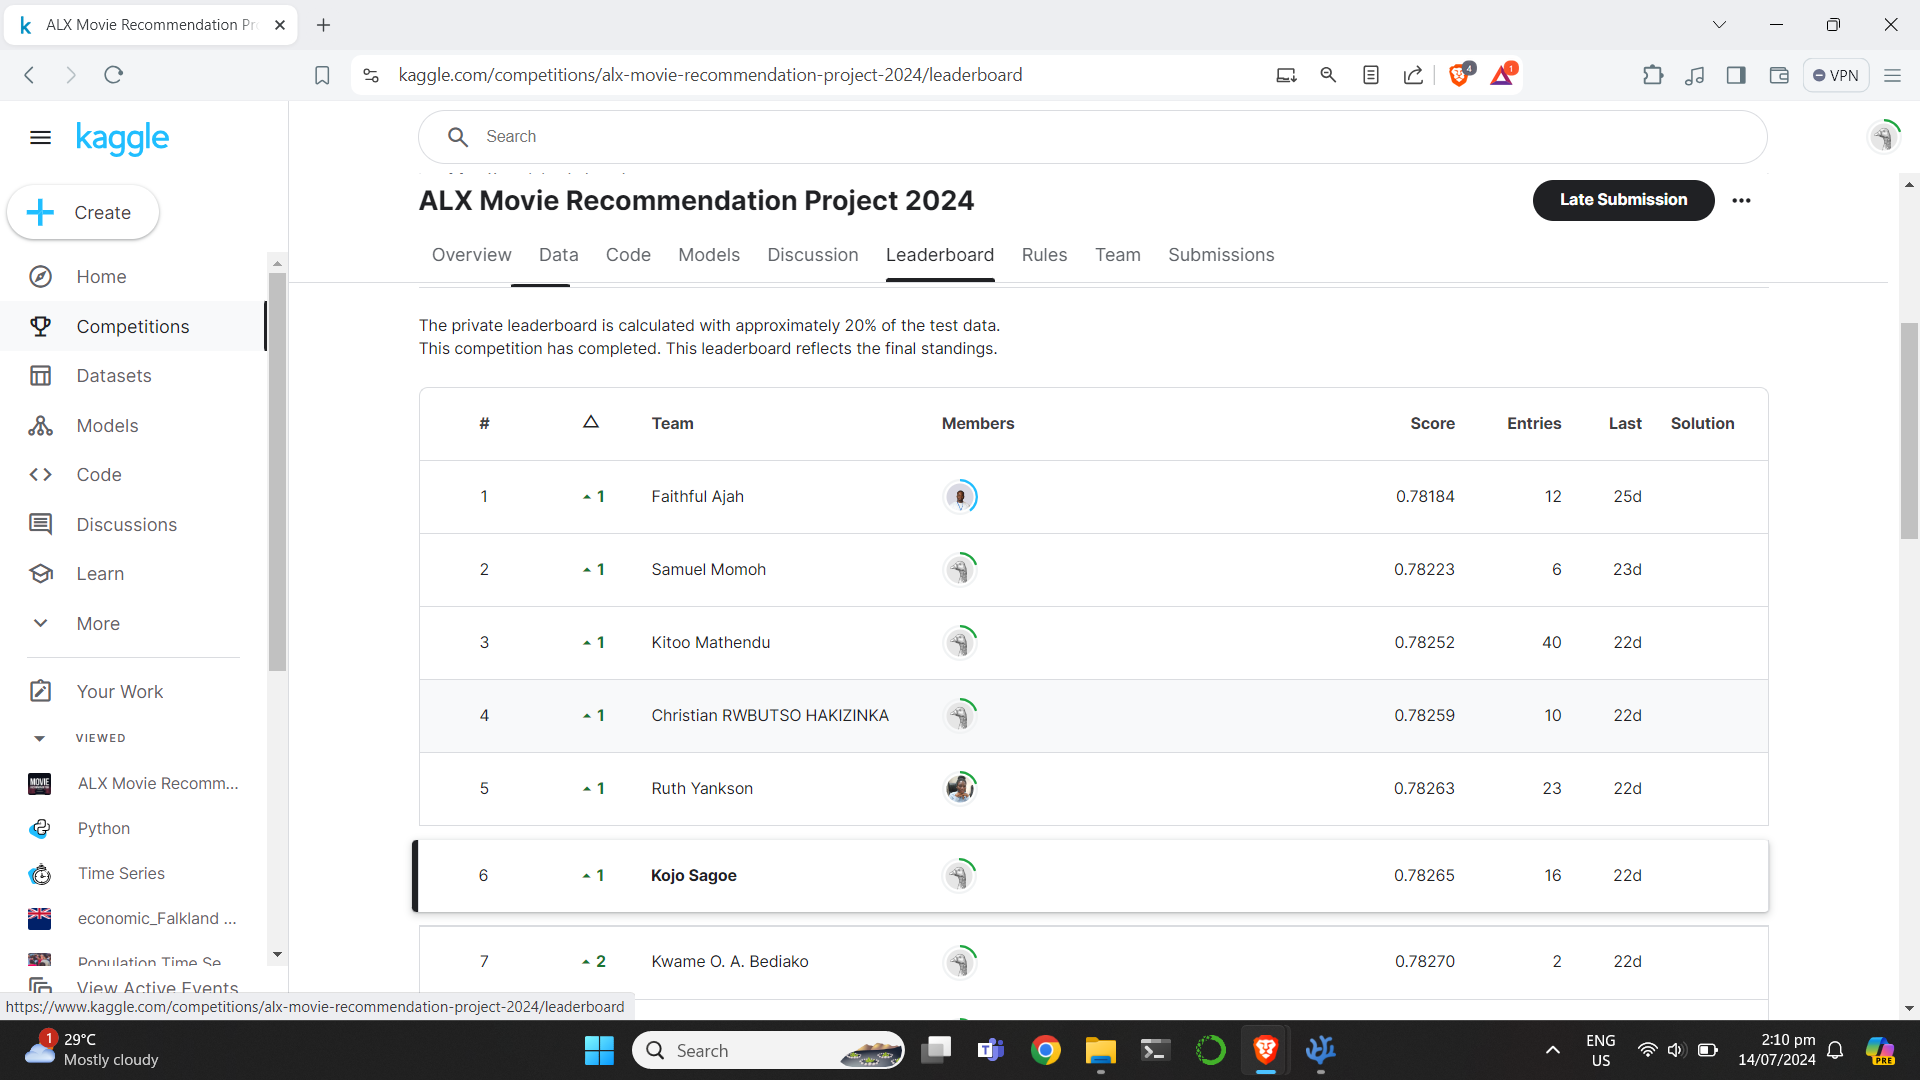 ALX Movie Recommendation Pr
kaggle.com/competitions/alx-movie-recommendation-project-2024/leaderboard
4
1
VPN
kaggle
Search
Create
Home
Competitions
Datasets
Models
Code
Discussions
Learn
More
Your Work
VIEWED
ALX Movie Recomm...
Python
Time Series
economic_Falkland ...
Population Time Se
View Active Events
ALX Movie Recommendation Project 2024
Late Submission
Overview Data Code Models Discussion Leaderboard Rules Team Submissions
The private leaderboard is calculated with approximately 20% of the test data.
This competition has completed. This leaderboard reflects the final standings.
# △ Team Members Score Entries Last Solution
1 1 Faithful Ajah 0.78184 12 25d
2 1 Samuel Momoh 0.78223 6 23d
3 1 Kitoo Mathendu 0.78252 40 22d
4 1 Christian RWBUTSO HAKIZINKA 0.78259 10 22d
5 1 Ruth Yankson 0.78263 23 22d
6 1 Kojo Sagoe 0.78265 16 22d
7 2 Kwame O. A. Bediako 0.78270 2 22d
https://www.kaggle.com/competitions/alx-movie-recommendation-project-2024/leaderboard
1
29°C
Mostly cloudy
Search
ENG
US
2:10 pm
14/07/2024
PRE